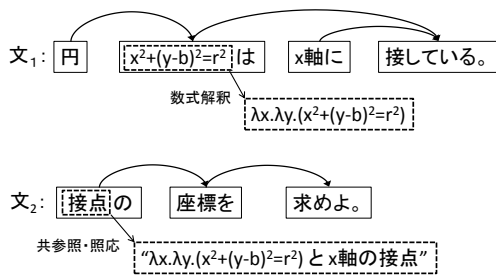 文₁: 円 x²+(y-b)²=r² は x軸に 接している。
数式解釈
λx.λy.(x²+(y-b)²=r²)
文₂: 接点の 座標を 求めよ。
共参照・照応
“λx.λy.(x²+(y-b)²=r²) と x軸の接点”